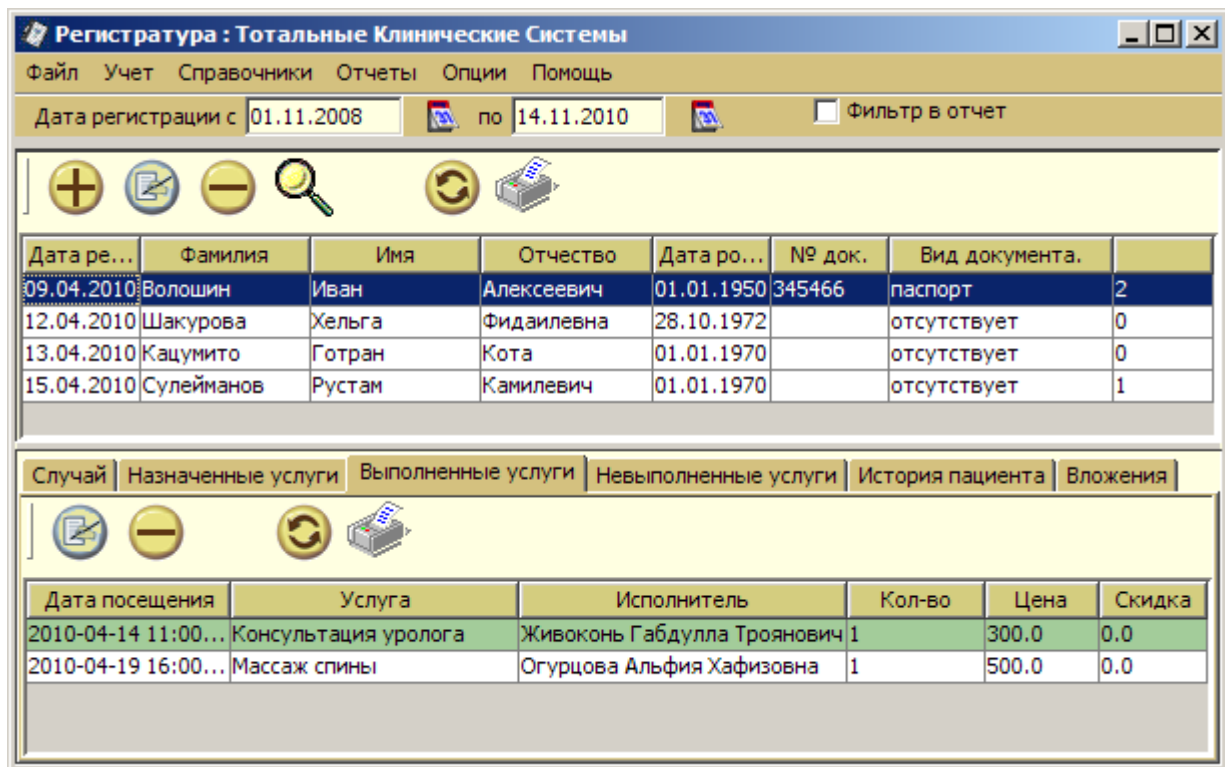 Регистратура : Тотальные Клинические Системы
Файл Учет Справочники Отчеты Опции Помощь
Дата регистрации с 01.11.2008 по 14.11.2010 Фильтр в отчет
Дата ре... Фамилия Имя Отчество Дата ро... № док. Вид документа.
09.04.2010 Волошин Иван Алексеевич 01.01.1950 345466 паспорт 2
12.04.2010 Шакурова Хельга Фидаилевна 28.10.1972 отсутствует 0
13.04.2010 Кацумито Готран Кота 01.01.1970 отсутствует 0
15.04.2010 Сулейманов Рустам Камилевич 01.01.1970 отсутствует 1
Случай Назначенные услуги Выполненные услуги Невыполненные услуги История пациента Вложения
Дата посещения Услуга Исполнитель Кол-во Цена Скидка
2010-04-14 11:00... Консультация уролога Живоконь Габдулла Троянович 1 300.0 0.0
2010-04-19 16:00... Массаж спины Огурцова Альфия Хафизовна 1 500.0 0.0